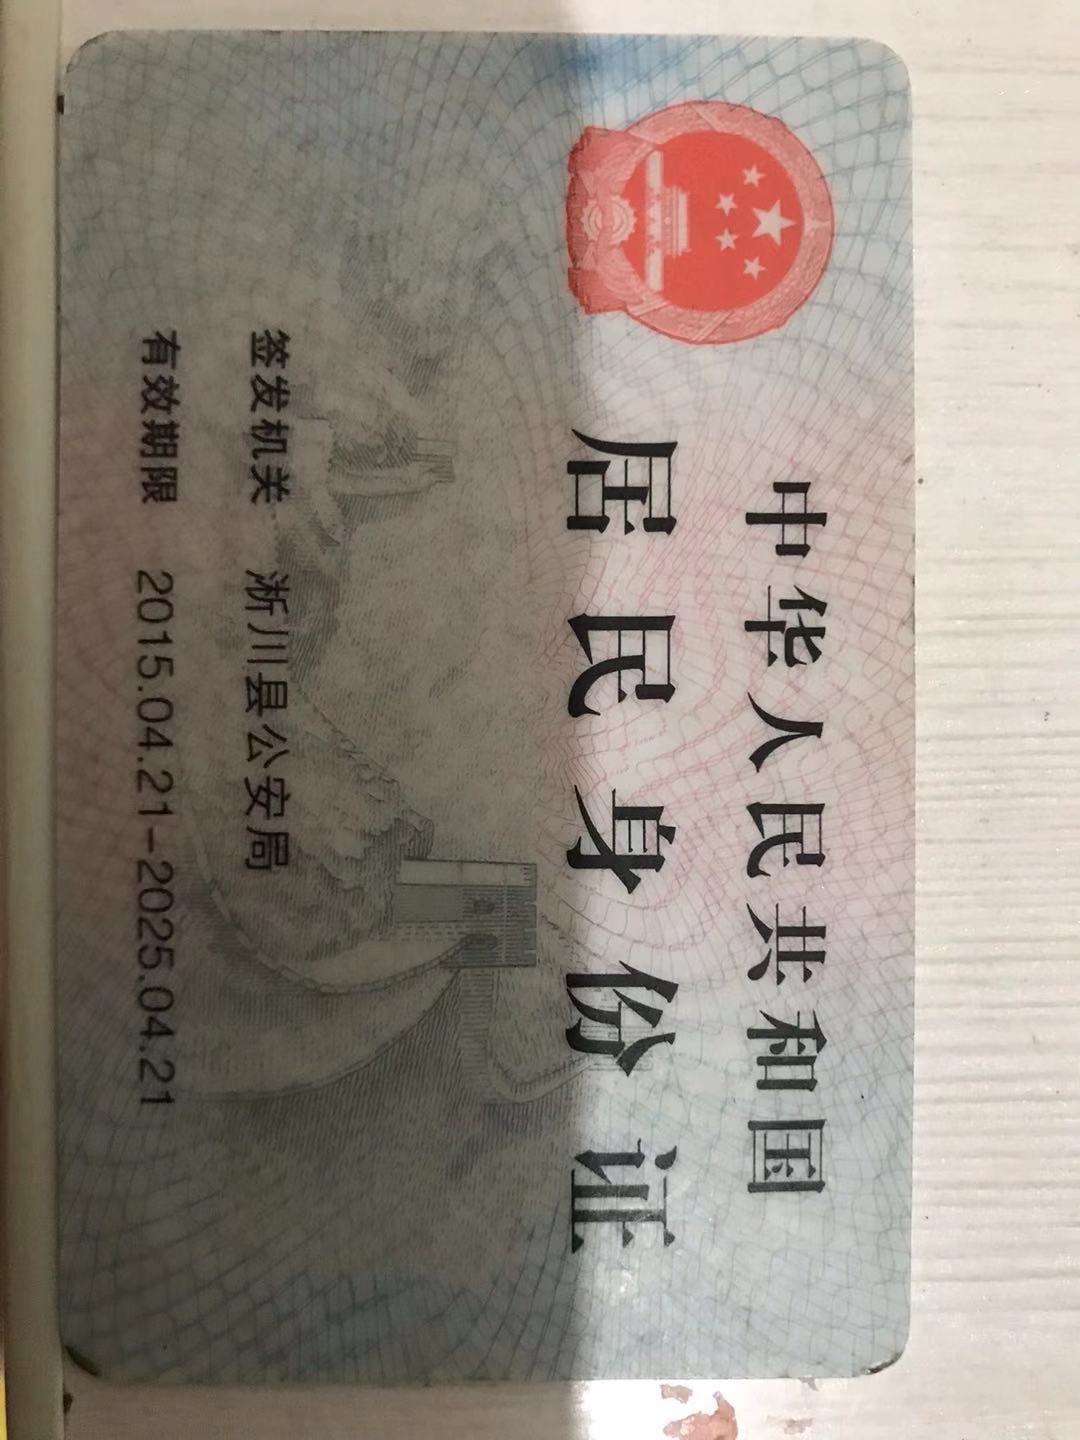 中华人民共和国
居民身份证
签发机关 淅川县公安局
有效期限 2015.04.21-2025.04.21